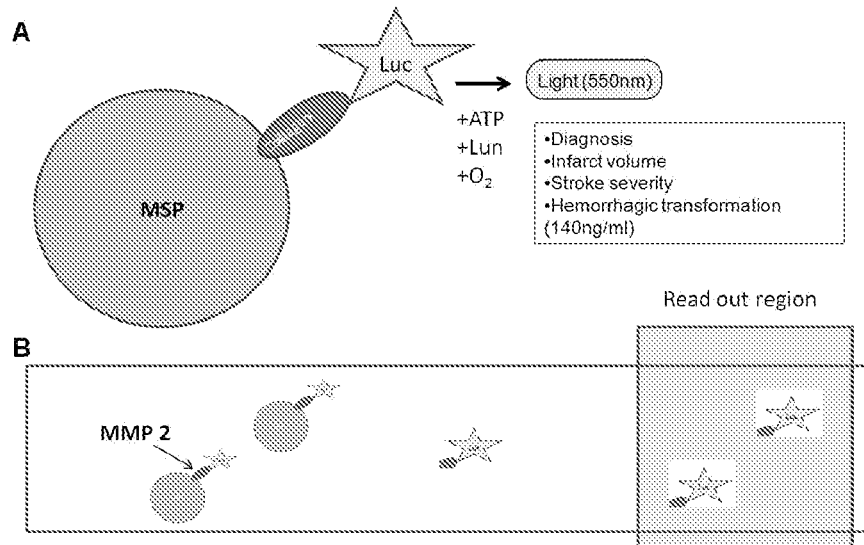 A
Luc
Light (550nm)
+ATP
+Lun
+O₂
•Diagnosis
•Infarct volume
•Stroke severity
•Hemorrhagic transformation
(140ng/ml)
MSP
Read out region
B
MMP 2